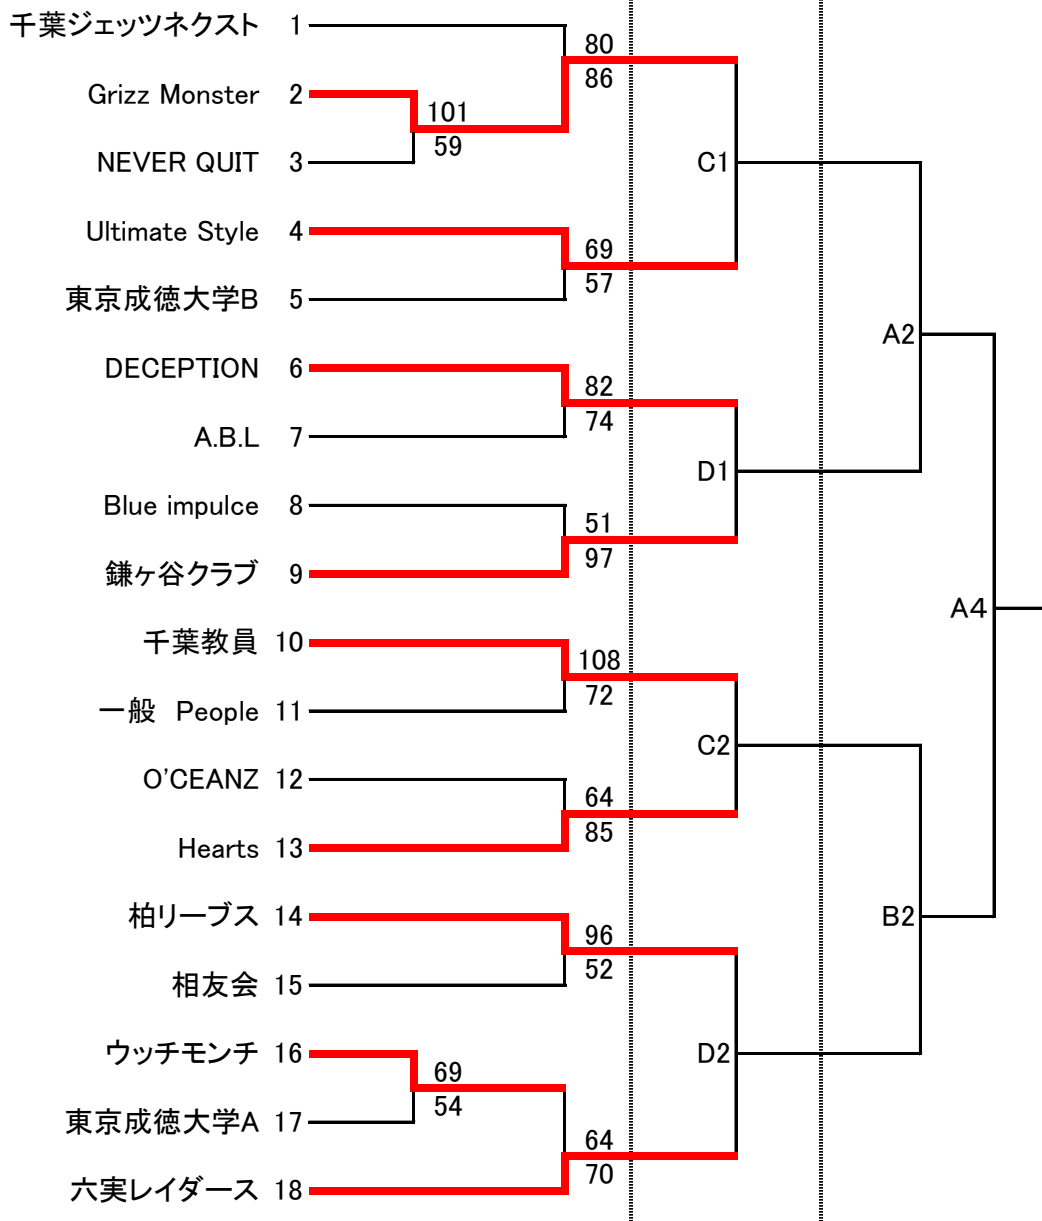 千葉ジェッツネクスト 1
80
86
Grizz Monster 2
101
59
NEVER QUIT 3
C1
Ultimate Style 4
69
57
東京成徳大学B 5
A2
DECEPTION 6
82
74
A.B.L 7
D1
Blue impulce 8
51
97
鎌ヶ谷クラブ 9
A4
千葉教員 10
108
72
一般　People 11
C2
O'CEANZ 12
64
85
Hearts 13
柏リーブス 14
B2
96
52
相友会 15
ウッチモンチ 16
D2
69
54
東京成徳大学A 17
64
70
六実レイダース 18